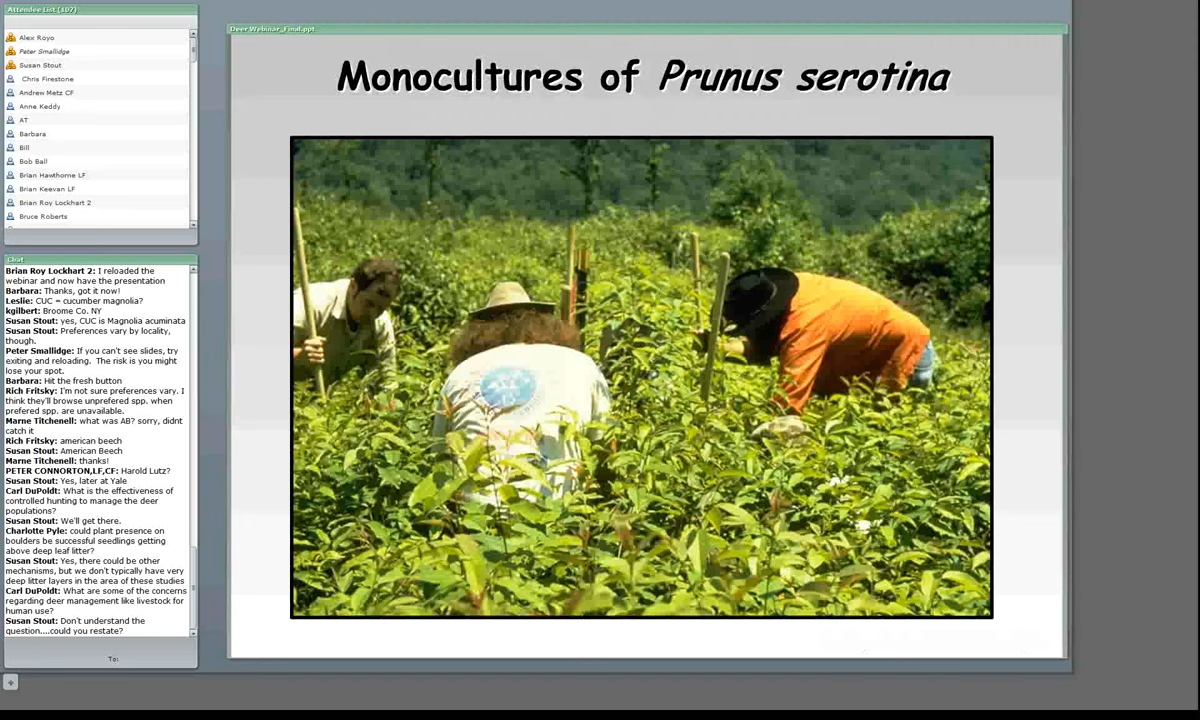 Attendee List (107)
Alex Royo
Peter Smallidge
Susan Stout
Chris Firestone
Andrew Metz CF
Anne Keddy
AT
Barbara
Bill
Bob Ball
Brian Hawthorne LF
Brian Keevan LF
Brian Roy Lockhart 2
Bruce Roberts
Chat
Brian Roy Lockhart 2: I reloaded the
webinar and now have the presentation
Barbara: Thanks, got it now!
Leslie: CUC = cucumber magnolia?
kgilbert: Broome Co. NY
Susan Stout: yes, CUC is Magnolia acuminata
Susan Stout: Preferences vary by locality,
though.
Peter Smallidge: If you can't see slides, try
exiting and reloading. The risk is you might
lose your spot.
Barbara: Hit the fresh button
Rich Fritsky: I'm not sure preferences vary. I
think they'll browse unprefered spp. when
prefered spp. are unavailable.
Marne Titchenell: what was AB? sorry, didnt
catch it
Rich Fritsky: american beech
Susan Stout: American Beech
Marne Titchenell: thanks!
PETER CONNORTON,LF,CF: Harold Lutz?
Susan Stout: Yes, later at Yale
Carl DuPoldt: What is the effectiveness of
controlled hunting to manage the deer
populations?
Susan Stout: We'll get there.
Charlotte Pyle: could plant presence on
boulders be successful seedlings getting
above deep leaf litter?
Susan Stout: Yes, there could be other
mechanisms, but we don't typically have very
deep litter layers in the area of these studies
Carl DuPoldt: What are some of the concerns
regarding deer management like livestock for
human use?
Susan Stout: Don't understand the
question....could you restate?
To:
Deer Webinar_Final.ppt
Monocultures of Prunus serotina